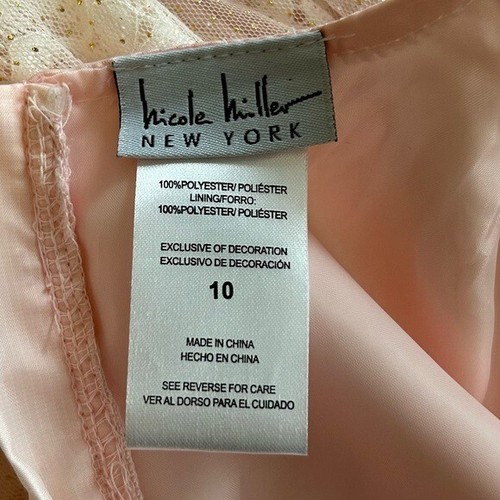 nicole miller
NEW YORK
100%POLYESTER/ POLIÉSTER
LINING/FORRO:
100%POLYESTER/ POLIÉSTER
EXCLUSIVE OF DECORATION
EXCLUSIVO DE DECORACIÓN
10
MADE IN CHINA
HECHO EN CHINA
SEE REVERSE FOR CARE
VER AL DORSO PARA EL CUIDADO